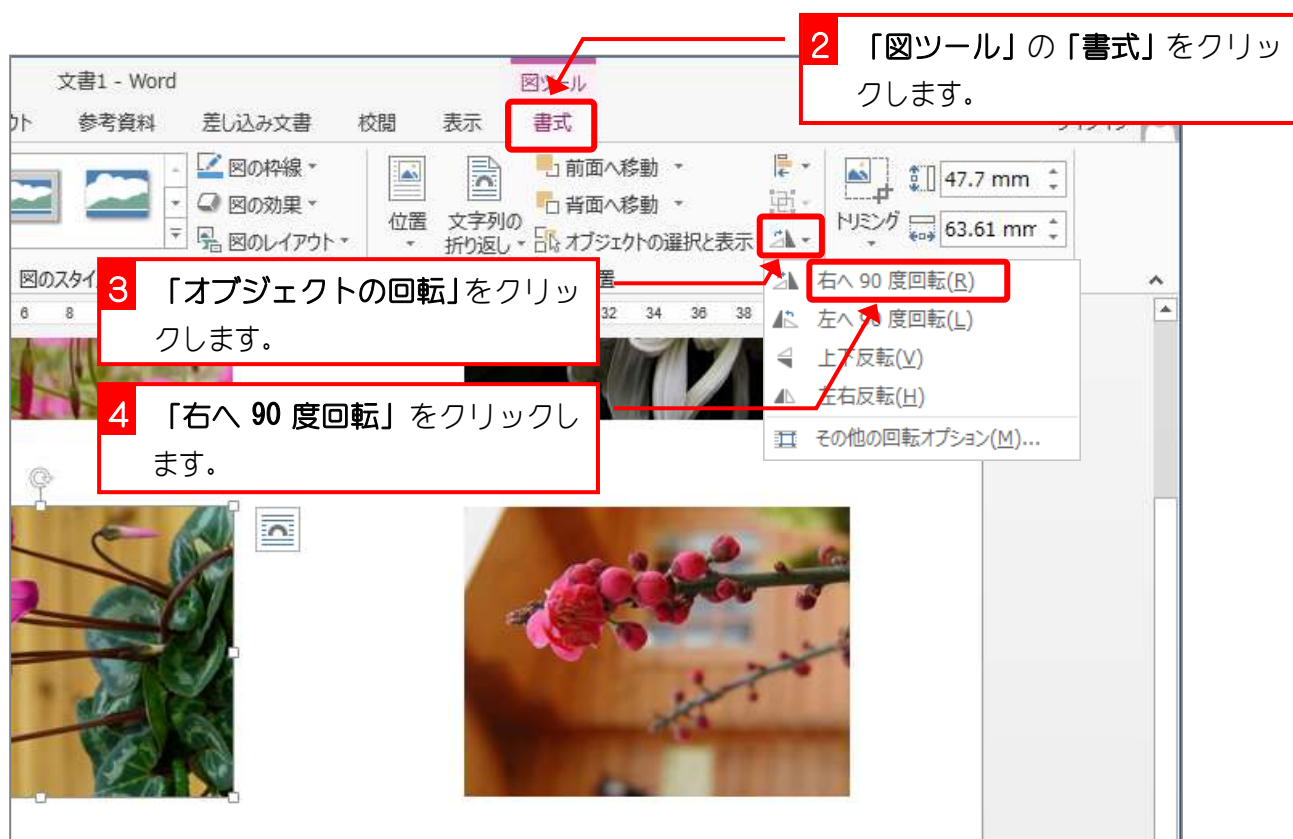 2 「図ツール」の「書式」をクリッ
クします。
文書1 - Word
図ツール
参考資料 差し込み文書 校閲 表示 書式
図の枠線
図の効果
図のレイアウト
位置
文字列の
折り返し
前面へ移動
背面へ移動
オブジェクトの選択と表示
トリミング
47.7 mm
63.61 mm
3 「オブジェクトの回転」をクリッ
クします。
4 「右へ 90 度回転」をクリックし
ます。
図のスタイ
置
6 8
32 34 36 38
右へ 90 度回転(R)
左へ 90 度回転(L)
上下反転(V)
左右反転(H)
その他の回転オプション(M)...